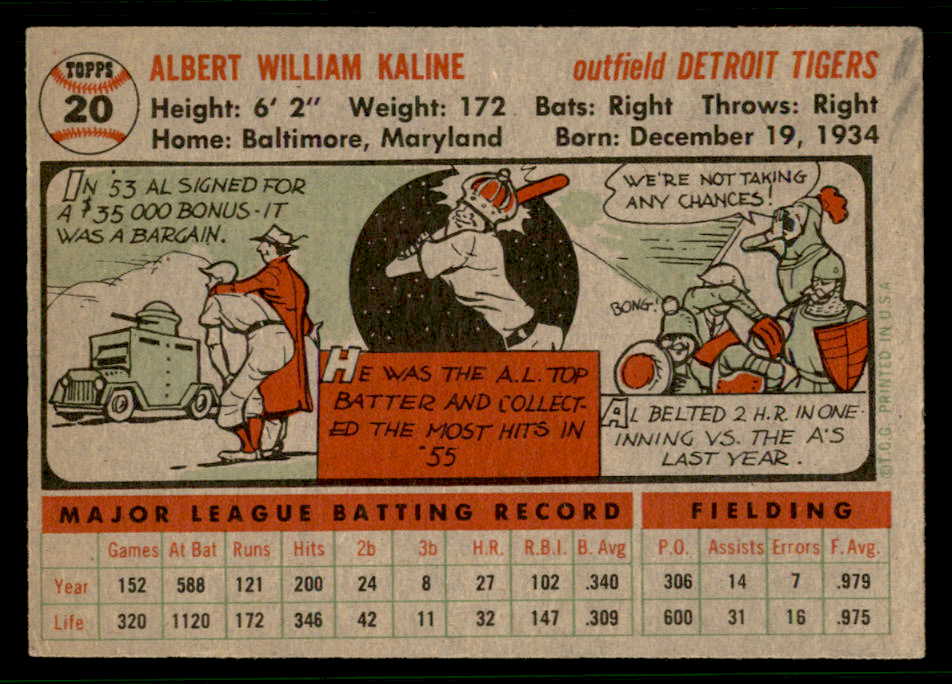 TOPPS
20
ALBERT WILLIAM KALINE outfield DETROIT TIGERS
Height: 6' 2" Weight: 172 Bats: Right Throws: Right
Home: Baltimore, Maryland Born: December 19, 1934
IN '53 AL SIGNED FOR
A $35 000 BONUS-IT
WAS A BARGAIN.
HE WAS THE A.L. TOP
BATTER AND COLLECT-
ED THE MOST HITS IN
'55
WE'RE NOT TAKING
ANY CHANCES!
BONG!
AL BELTED 2 H.R. IN ONE-
INNING VS. THE A'S
LAST YEAR.
©T.C.G. PRINTED IN U.S.A.
MAJOR LEAGUE BATTING RECORD FIELDING
Games At Bat Runs Hits 2b 3b H.R. R.B.I. B. Avg P.O. Assists Errors F. Avg.
Year 152 588 121 200 24 8 27 102 .340 306 14 7 .979
Life 320 1120 172 346 42 11 32 147 .309 600 31 16 .975